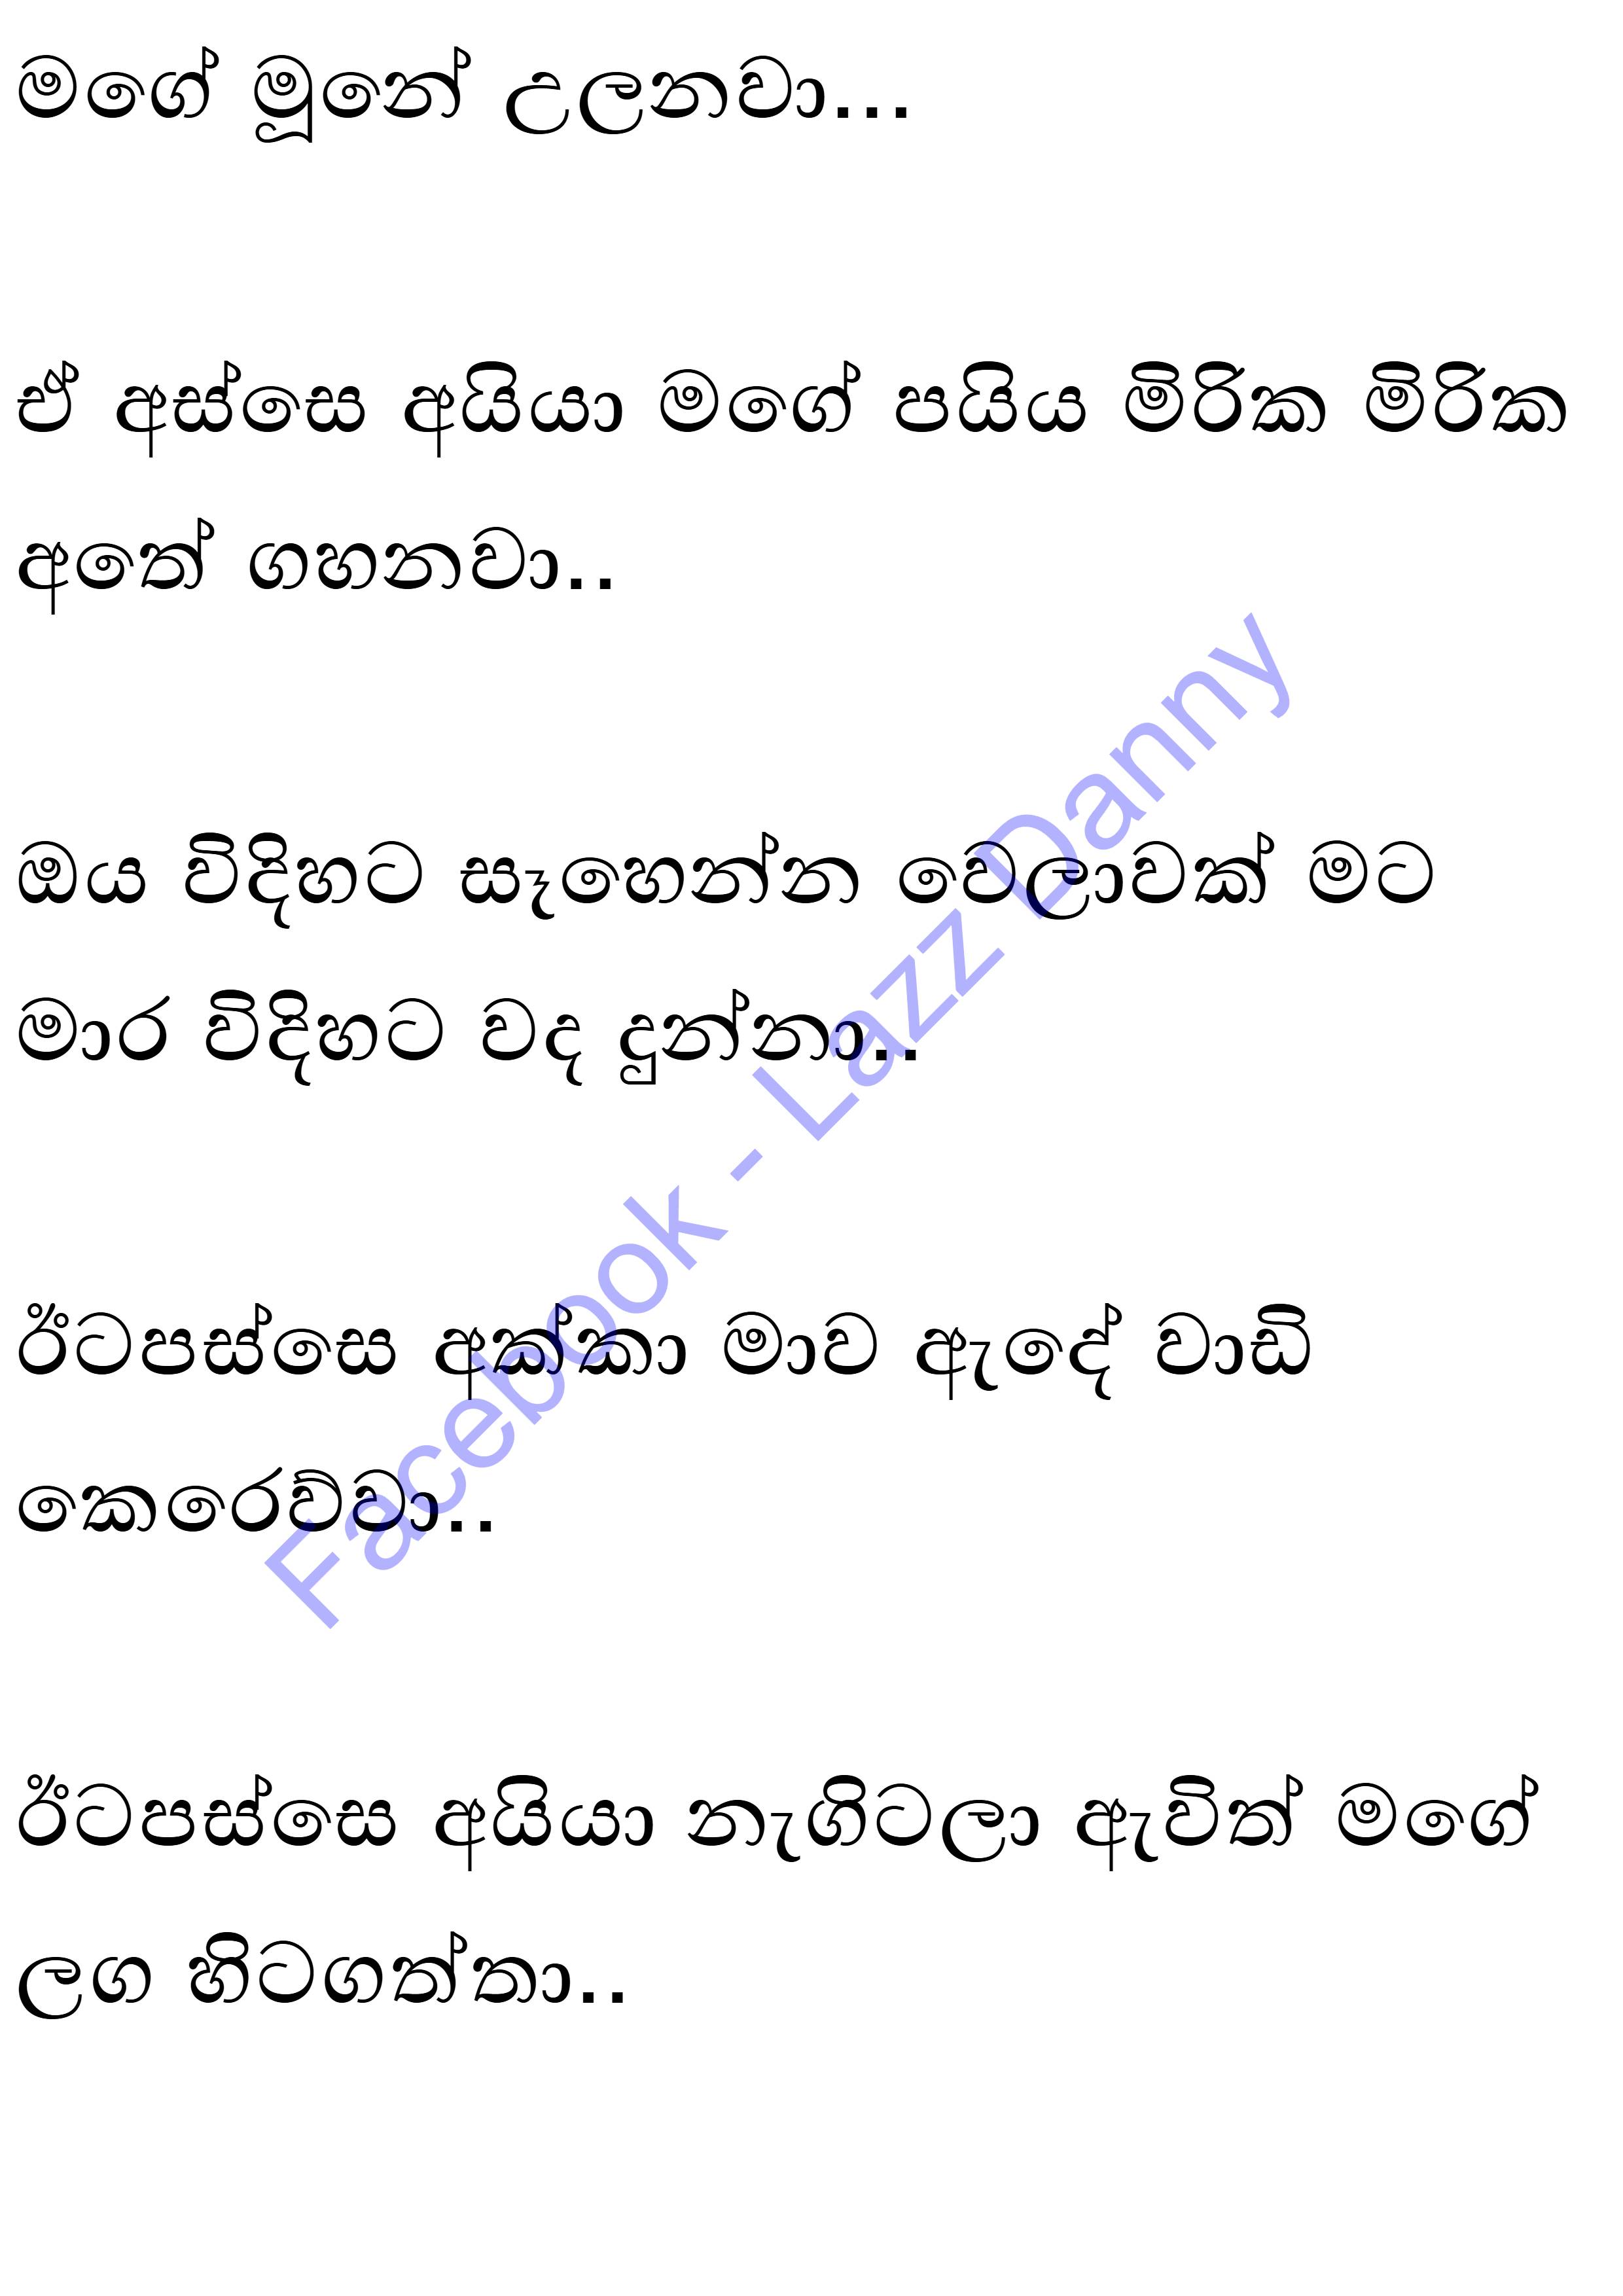 මගේ මූනේ උලනවා...
ඒ අස්සෙ අයියා මගේ පයිය මිරික මිරික
අතේ ගහනවා..
ඔය විදිහට සෑහෙන්න වෙලාවක් මට
මාර විදිහට වද දුන්නා..
ඊටපස්සෙ අක්කා මාව ඇඳේ වාඩි
කෙරෙව්වා..
ඊටපස්සෙ අයියා නැගිටලා ඇවිත් මගේ
ලග හිටගත්තා..
Facebook - Lazz Danny